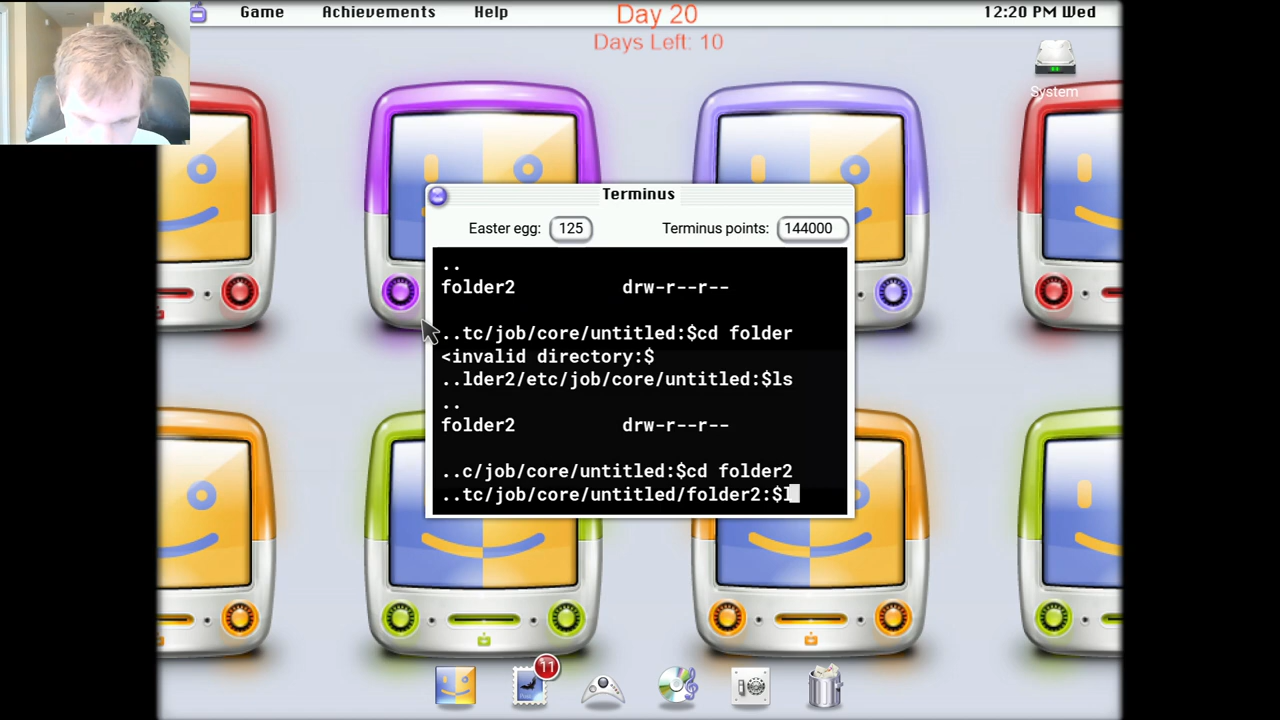 Game Achievements Help Day 20 12:20 PM Wed
Days Left: 10
System
Terminus
Easter egg: 125 Terminus points: 144000
..
folder2 drw-r--r--
..tc/job/core/untitled:$cd folder
<invalid directory:$
..lder2/etc/job/core/untitled:$ls
..
folder2 drw-r--r--
..c/job/core/untitled:$cd folder2
..tc/job/core/untitled/folder2:$l
11